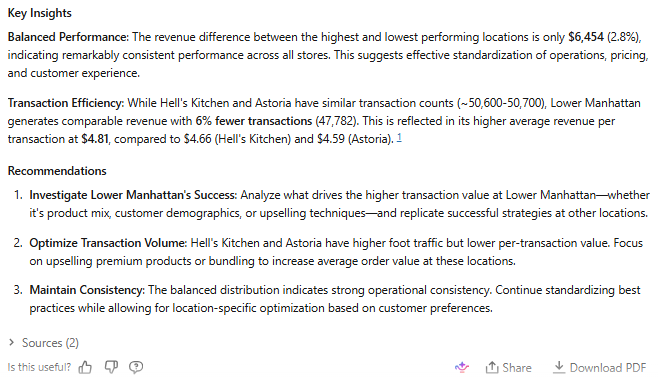 Key Insights
Balanced Performance: The revenue difference between the highest and lowest performing locations is only $6,454 (2.8%),
indicating remarkably consistent performance across all stores. This suggests effective standardization of operations, pricing,
and customer experience.
Transaction Efficiency: While Hell's Kitchen and Astoria have similar transaction counts (~50,600-50,700), Lower Manhattan
generates comparable revenue with 6% fewer transactions (47,782). This is reflected in its higher average revenue per
transaction at $4.81, compared to $4.66 (Hell's Kitchen) and $4.59 (Astoria). 1
Recommendations
1. Investigate Lower Manhattan's Success: Analyze what drives the higher transaction value at Lower Manhattan—whether
it's product mix, customer demographics, or upselling techniques—and replicate successful strategies at other locations.
2. Optimize Transaction Volume: Hell's Kitchen and Astoria have higher foot traffic but lower per-transaction value. Focus
on upselling premium products or bundling to increase average order value at these locations.
3. Maintain Consistency: The balanced distribution indicates strong operational consistency. Continue standardizing best
practices while allowing for location-specific optimization based on customer preferences.
Sources (2)
Is this useful? Share Download PDF